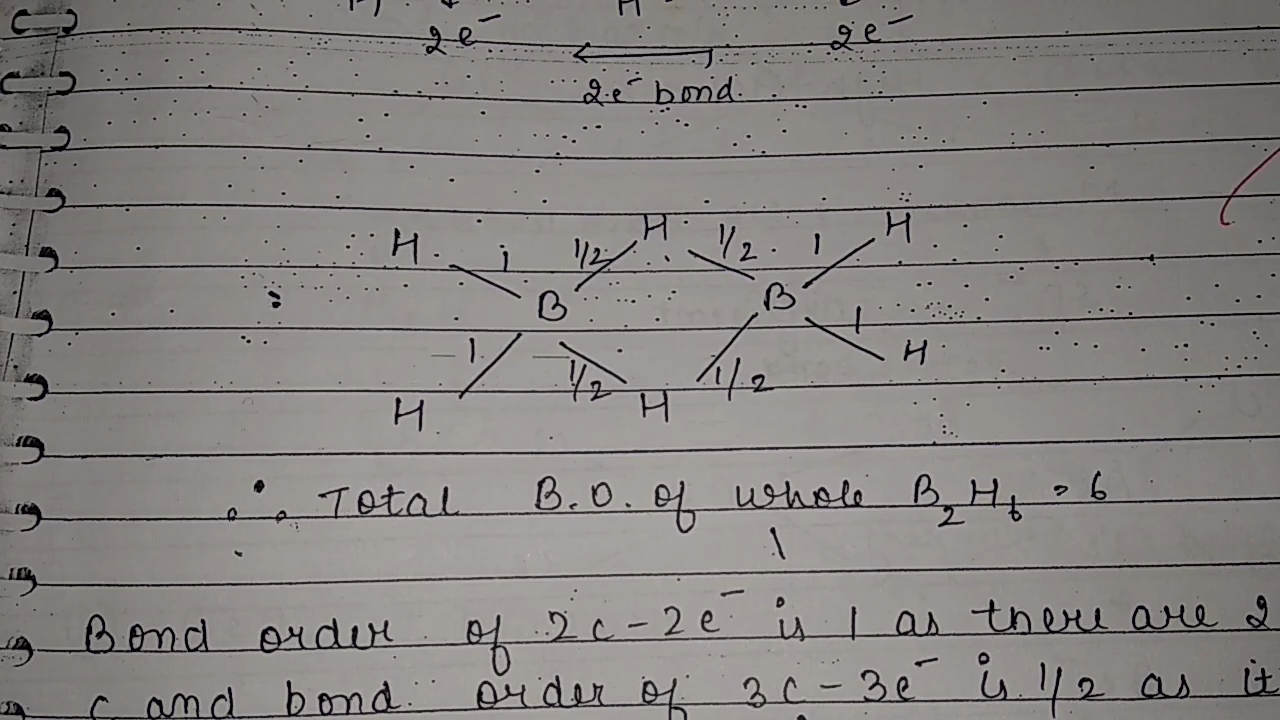 2e⁻ 2e⁻
2e⁻ bond
H 1 1/2 H 1/2 1 H
B B
1 1/2 1/2 1
H H H
∴ Total B.O. of whole B₂H₆ = 6
Bond order of 2c-2e⁻ is 1 as there are 2
c and bond order of 3c-3e⁻ is 1/2 as it